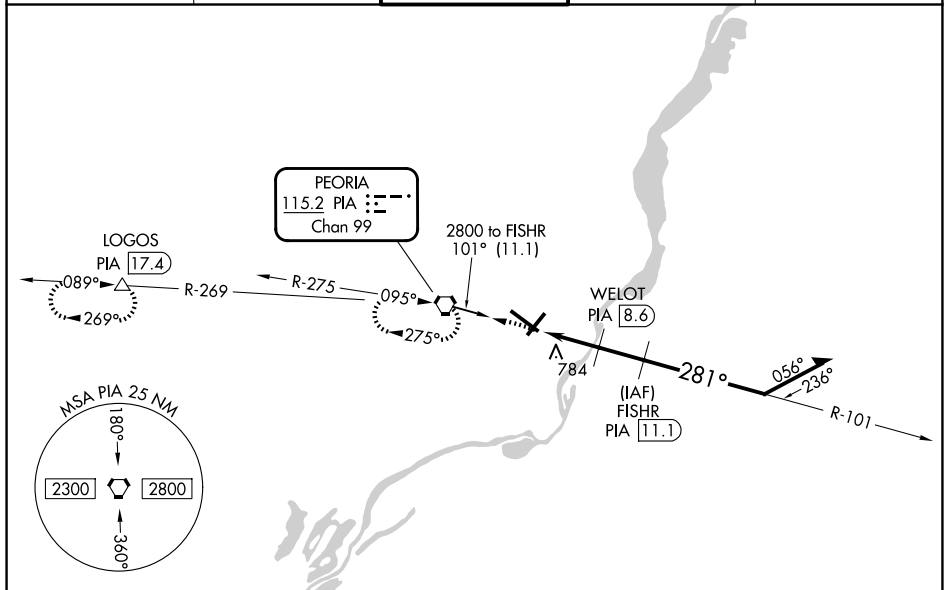 PEORIA
115.2 PIA
Chan 99
LOGOS
PIA 17.4
089°
269°
R-269
R-275
095°
275°
2800 to FISHR
101° (11.1)
WELOT
PIA 8.6
784
281°
(IAF)
FISHR
PIA 11.1
056°
236°
R-101
MSA PIA 25 NM
180°
2300
2800
360°